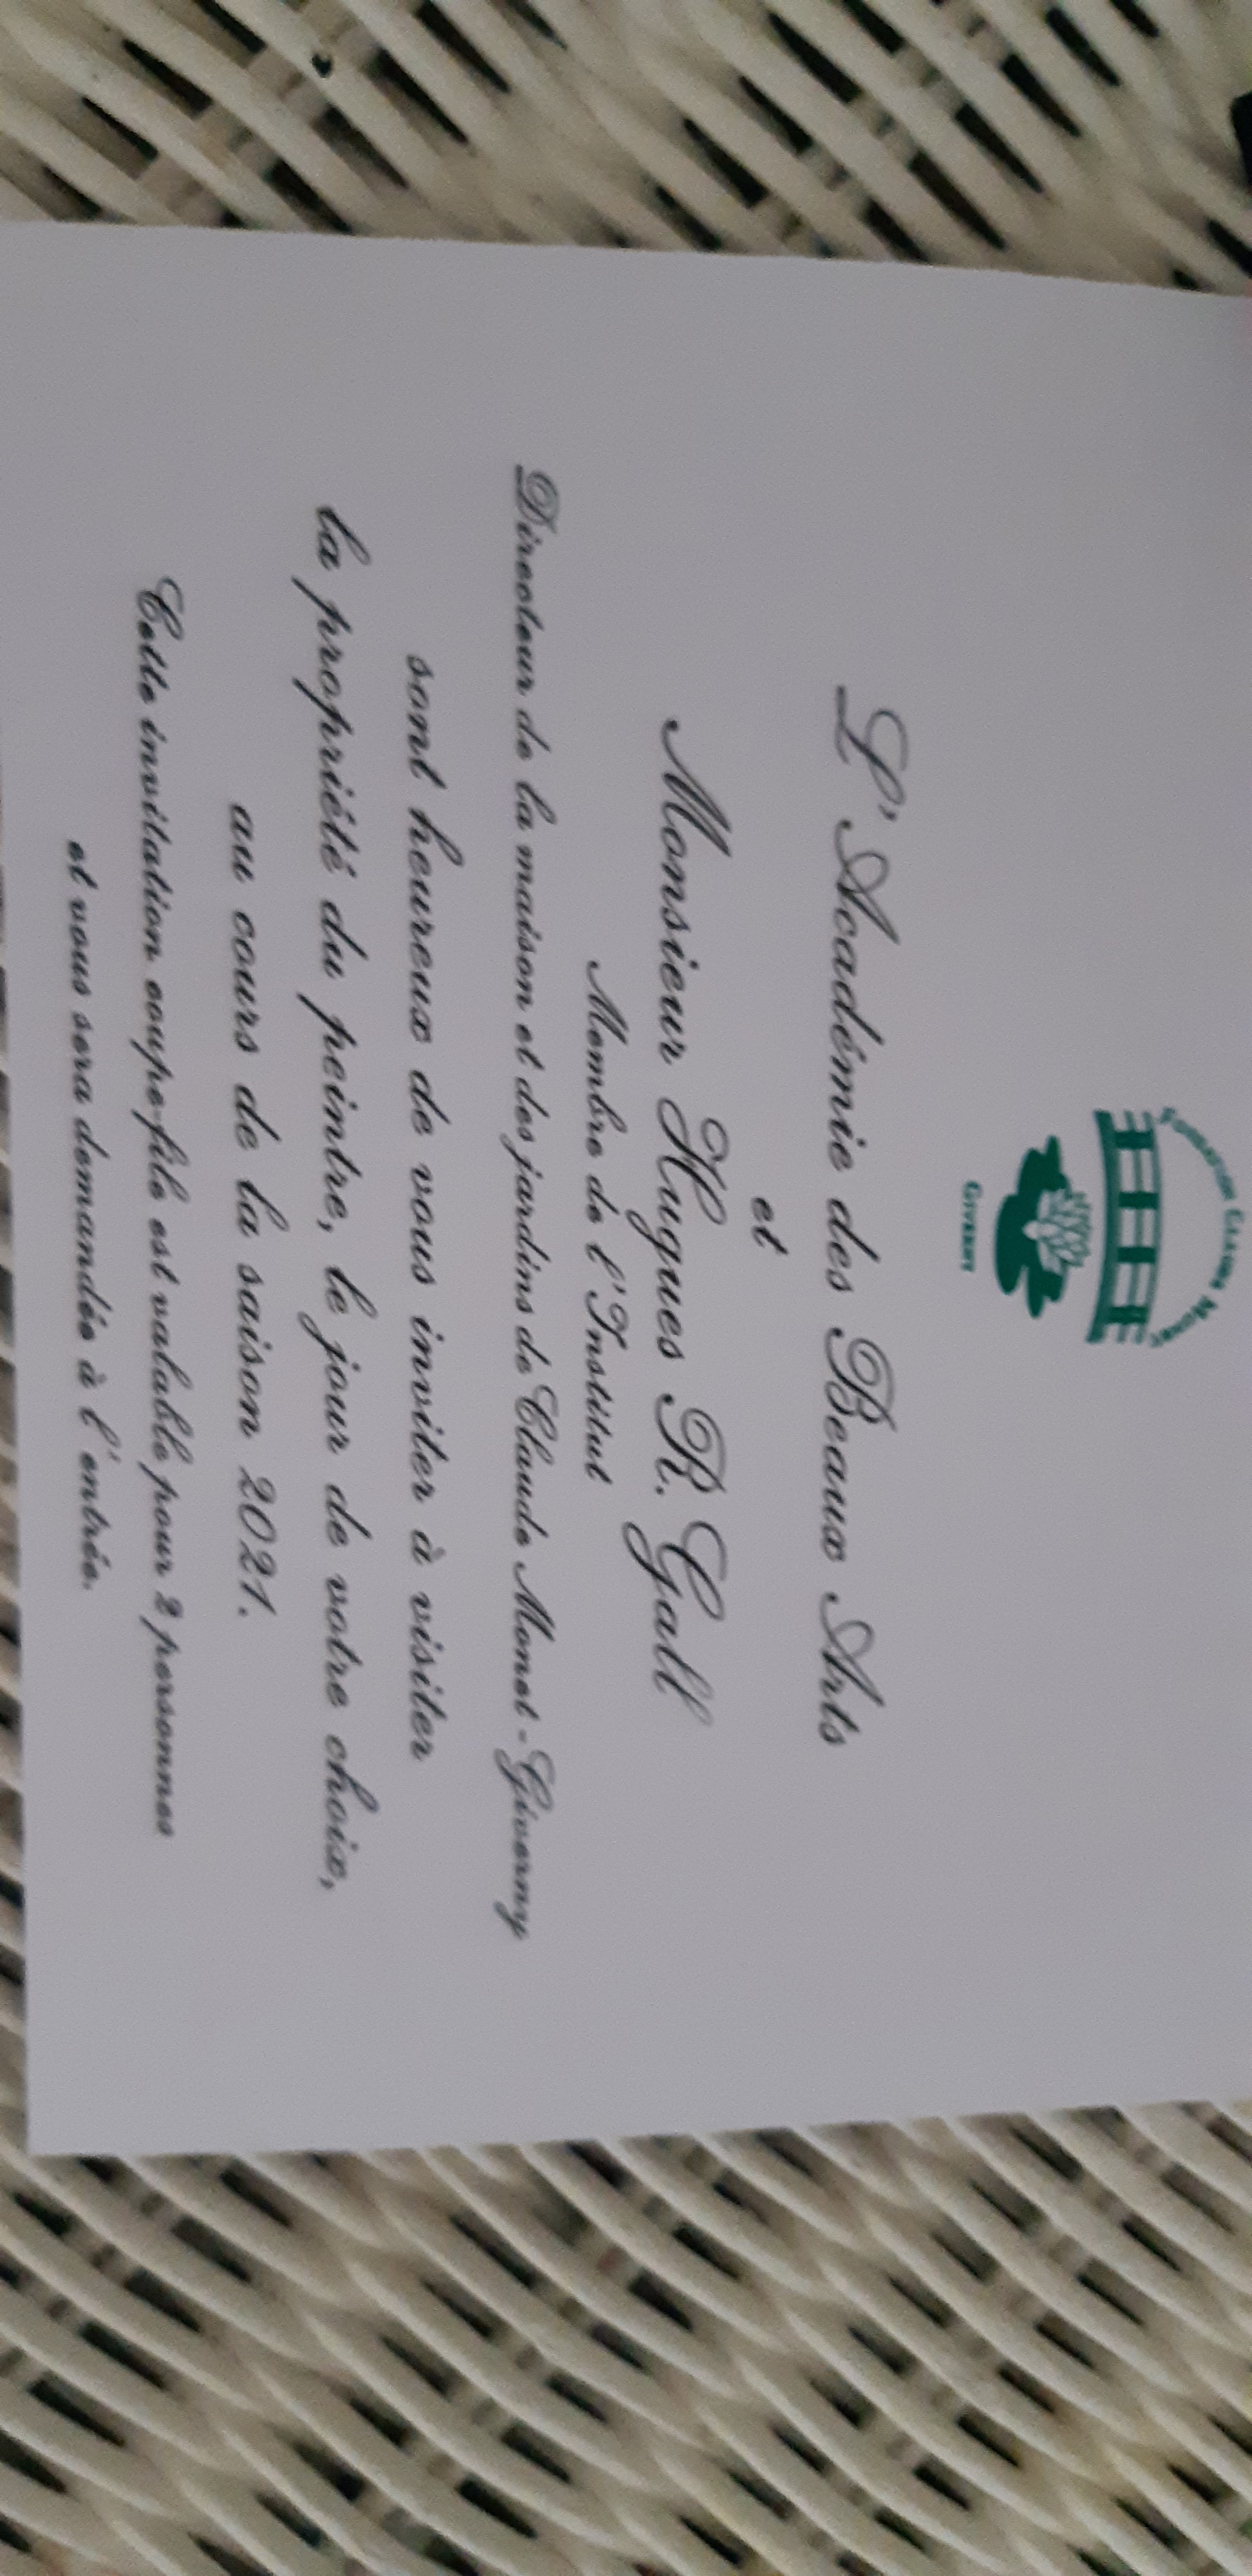 FONDATION CLAUDE MONET
GIVERNY
L'Académie des Beaux Arts
et
Monsieur Hugues R. Gall
Membre de l'Institut
Directeur de la maison et des jardins de Claude Monet - Giverny
sont heureux de vous inviter à visiter
la propriété du peintre, le jour de votre choix,
au cours de la saison 2021.
Cette invitation coupe-file est valable pour 2 personnes
et vous sera demandée à l'entrée.